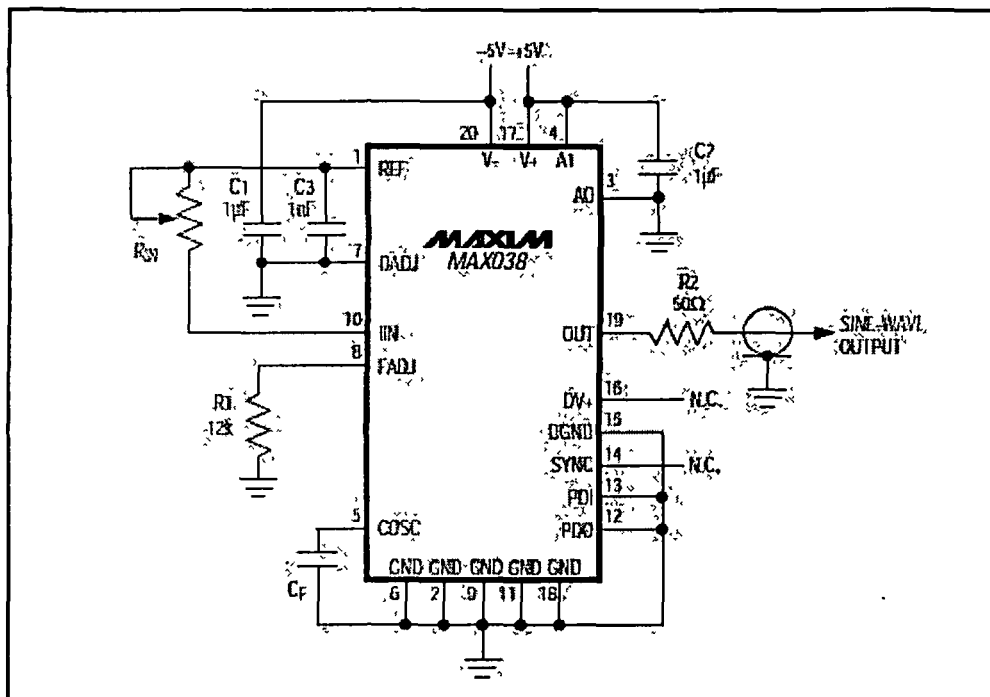 -5V +5V
20 17 4
V- V+ A1
1 REF
C1
1µF
C3
1nF
C2
1µF
3
A0
RIN
MAXIM
MAX038
7 DADJ
R2
50Ω
10
IIN
8
FADJ
19
OUT
SINE-WAVE
OUTPUT
16
DV+
N.C.
15
DGND
R1
12k
14
SYNC
N.C.
13
PDI
12
PDO
5
COSC
CF
GND GND GND GND GND
6 2 9 11 18